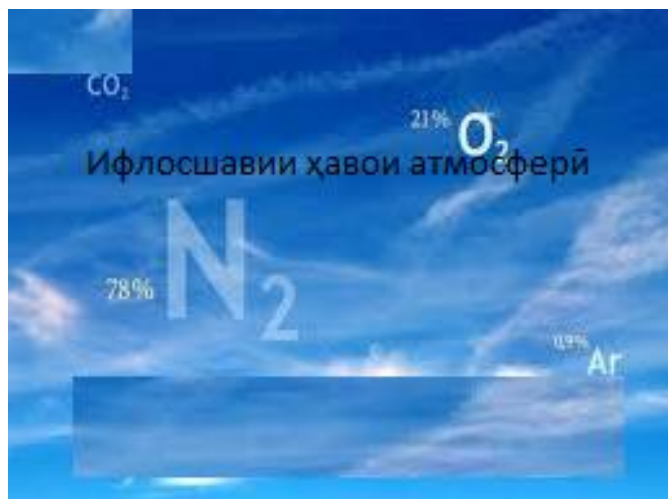 CO₂
21% O₂
Ифлосшавии ҳавои атмосферӣ
78% N₂
0,9% Ar